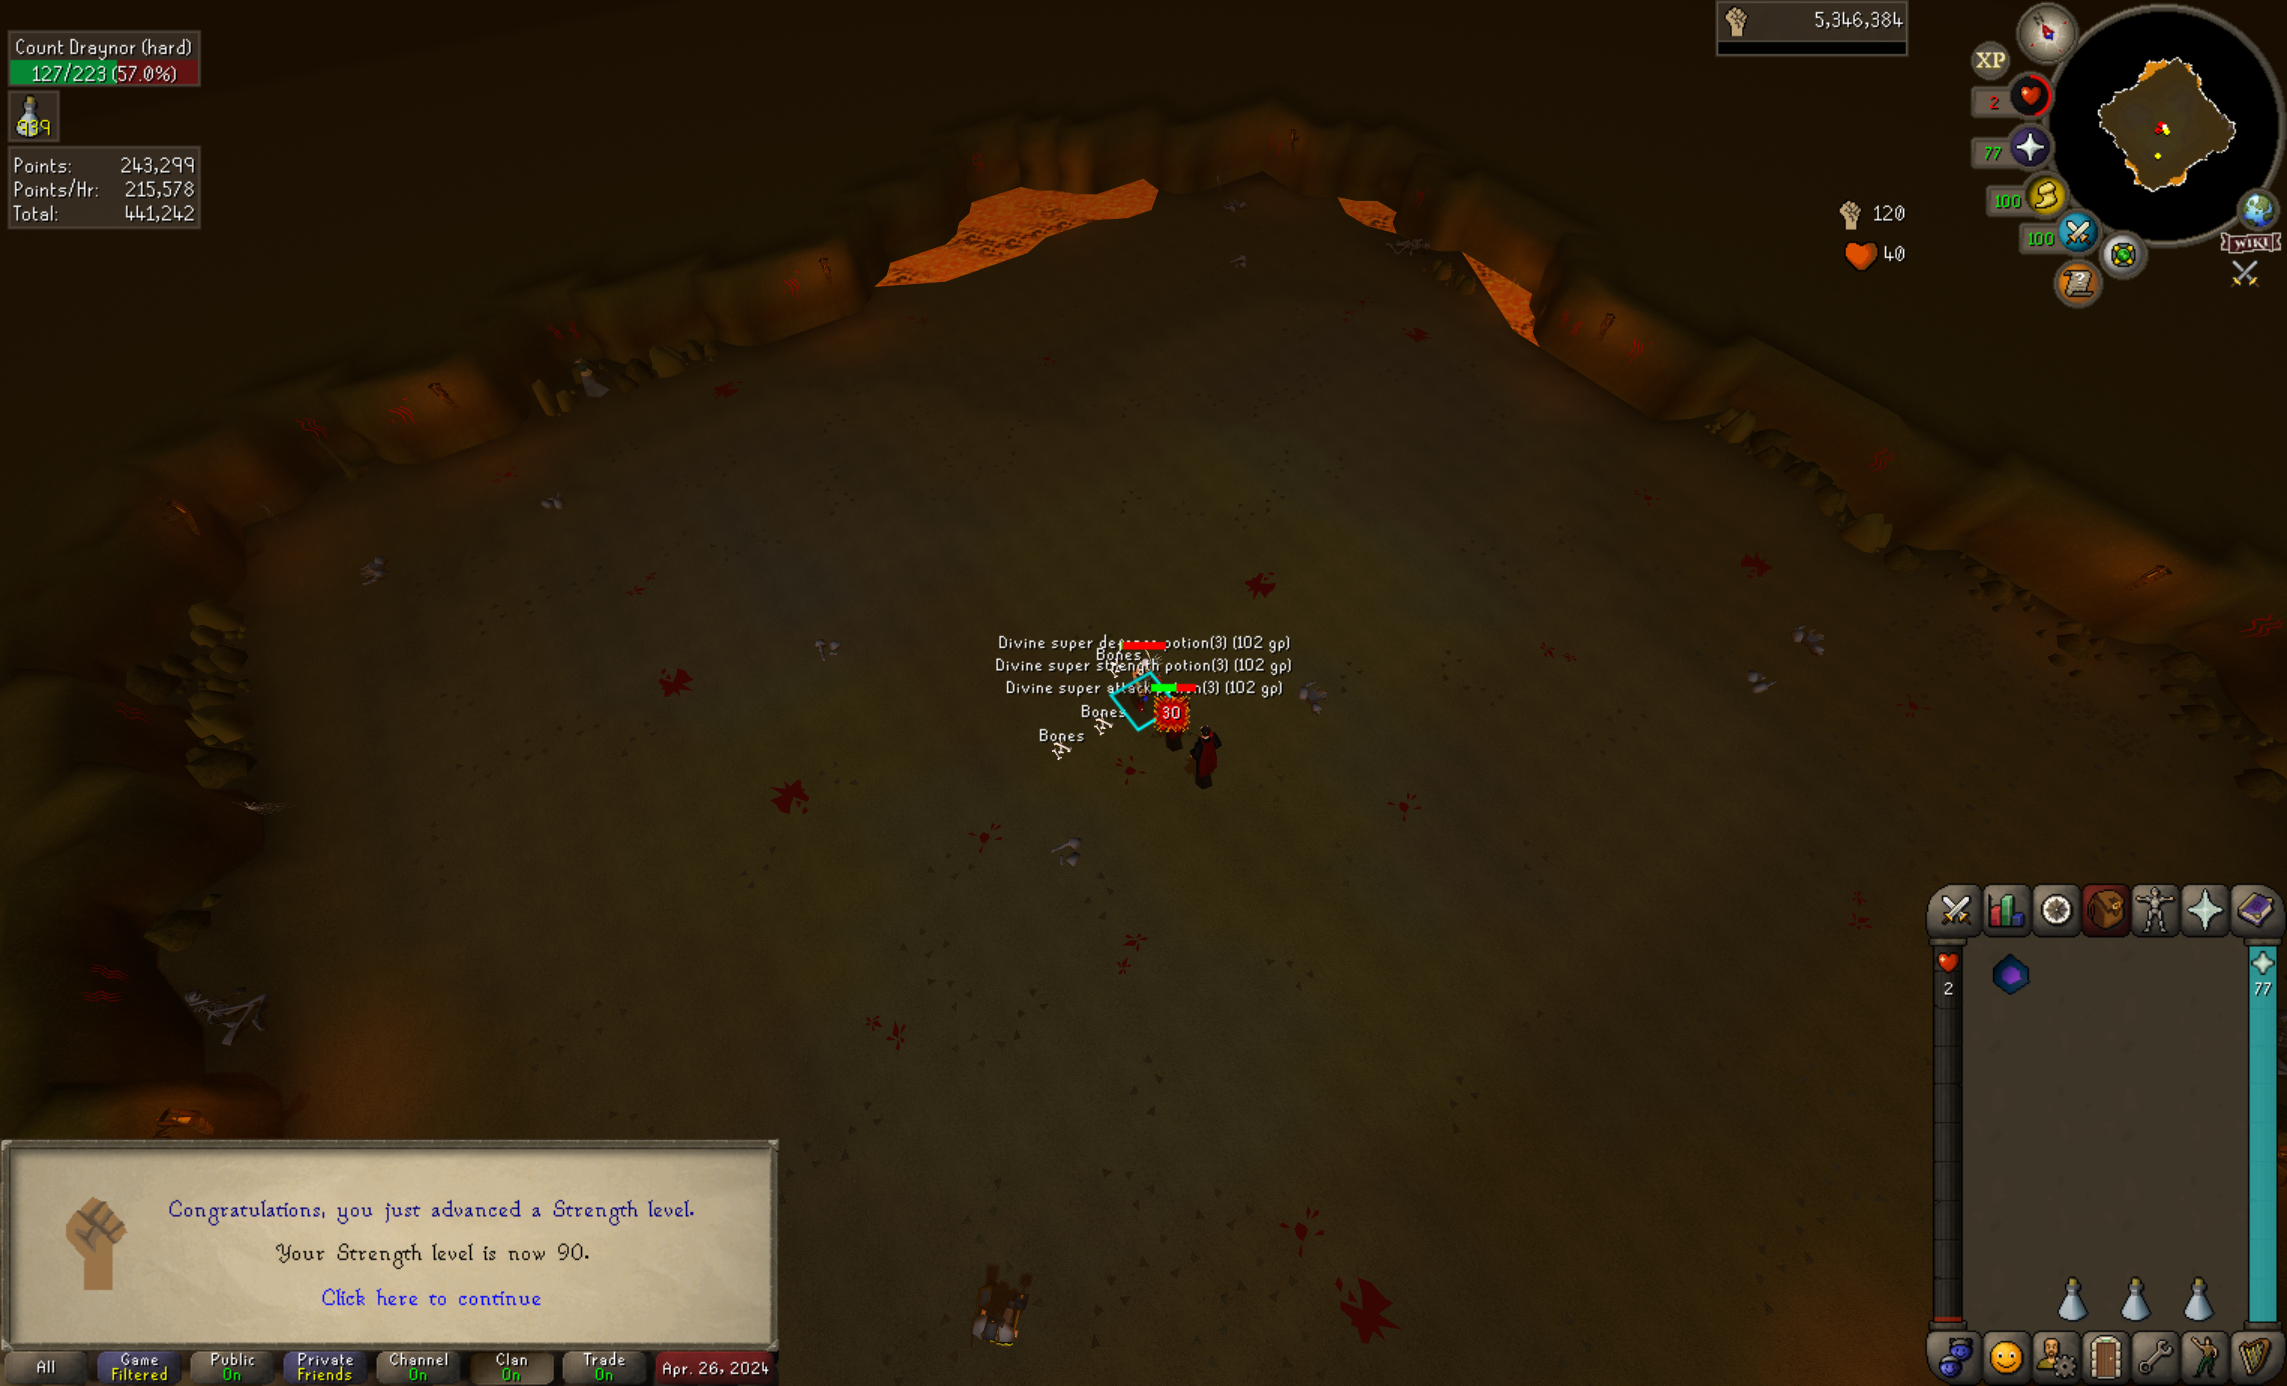 Count Draynor (hard)
127/223 (57.0%)
939
Points: 243,299
Points/Hr: 215,578
Total: 441,242
5,346,384
XP
2
77
100
100
WIKI
120
40
Divine super defence potion(3) (102 gp)
Bones
Divine super strength potion(3) (102 gp)
Divine super attack potion(3) (102 gp)
Bones
30
Bones
2
77
Congratulations, you just advanced a Strength level.
Your Strength level is now 90.
Click here to continue
All
Game
Filtered
Public
On
Private
Friends
Channel
On
Clan
On
Trade
On
Apr. 26, 2024